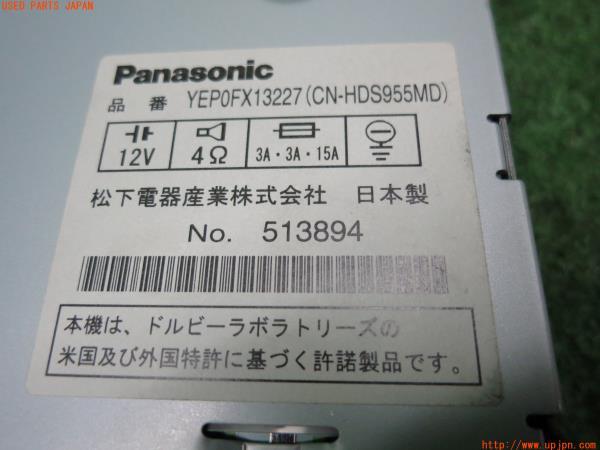 USED PARTS JAPAN
Panasonic
品番 YEP0FX13227(CN-HDS955MD)
12V 4Ω 3A・3A・15A
松下電器産業株式会社 日本製
No. 513894
本機は、ドルビーラボラトリーズの
米国及び外国特許に基づく許諾製品です。
http://www.upjpn.com